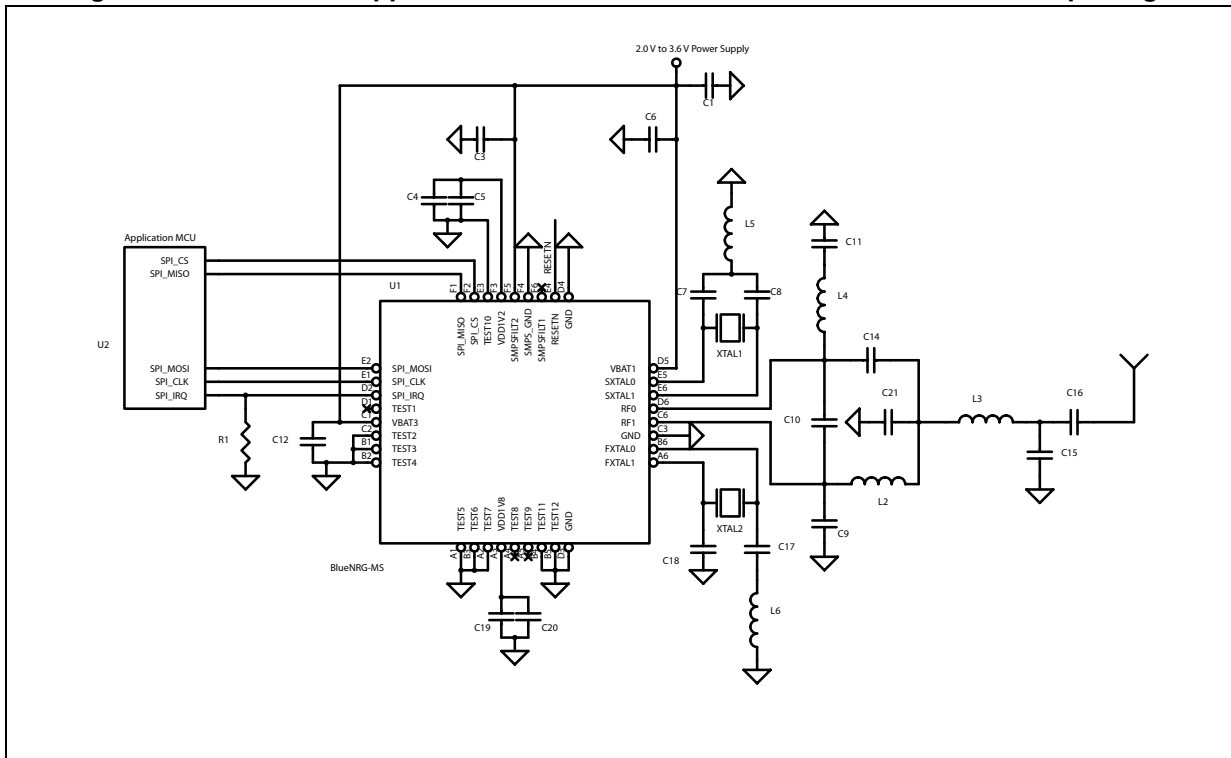 2.0 V to 3.6 V Power Supply
C1
C6
C3
C4
C5
L5
C11
Application MCU
SPI_CS
SPI_MISO
RESETN
U1
C7
C8
L4
F1
F2
E3
F3
F5
F4
E4
D4
SPI_MISO
SPI_CS
TEST10
VDD1V2
SMPSFILT2
SMPS_GND
SMPSFILT1
RESETN
GND
XTAL1
C14
U2
SPI_MOSI
SPI_CLK
SPI_IRQ
E2
E1
D2
D1
C1
C2
B1
B2
SPI_MOSI
SPI_CLK
SPI_IRQ
TEST1
VBAT3
TEST2
TEST3
TEST4
VBAT1
SXTAL0
SXTAL1
RF0
RF1
GND
FXTAL0
FXTAL1
D5
E5
E6
D6
C6
C3
B6
A6
C10
C21
L3
C16
C15
R1
C12
L2
XTAL2
C9
TEST5
TEST6
TEST7
VDD1V8
TEST8
TEST9
TEST11
TEST12
GND
A1
C18
C17
BlueNRG-MS
C19
C20
L6